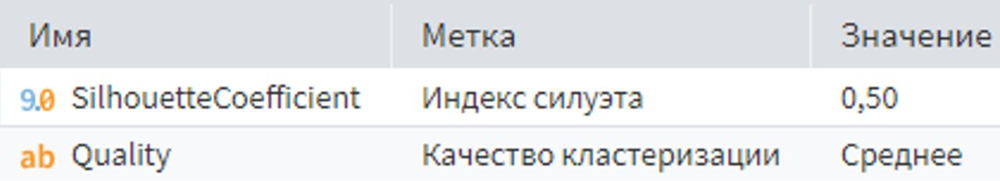 Имя Метка Значение
9.0 SilhouetteCoefficient Индекс силуэта 0,50
ab Quality Качество кластеризации Среднее